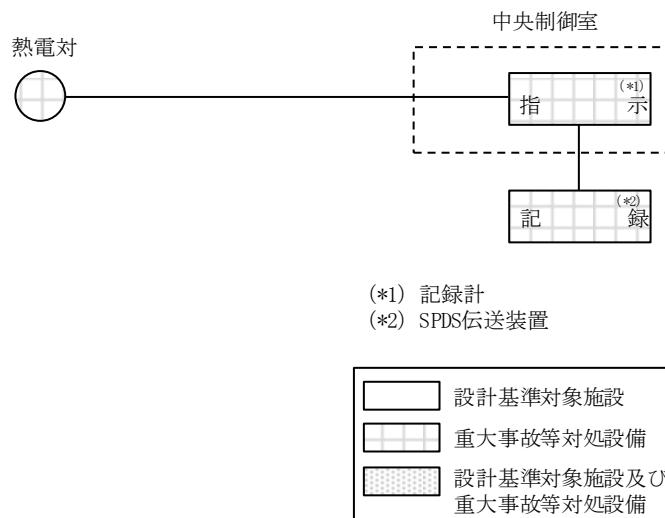 中央制御室
熱電対
(*1)
指 示
(*2)
記 録
(*1) 記録計
(*2) SPDS伝送装置
設計基準対象施設
重大事故等対処設備
設計基準対象施設及び
重大事故等対処設備